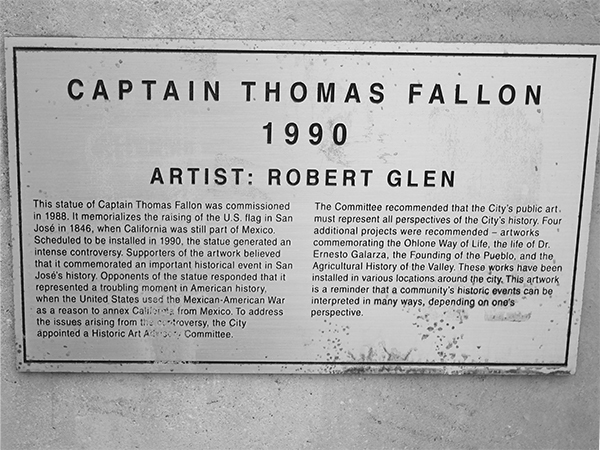 CAPTAIN THOMAS FALLON
1990
ARTIST: ROBERT GLEN
This statue of Captain Thomas Fallon was commissioned
in 1988. It memorializes the raising of the U.S. flag in San
José in 1846, when California was still part of Mexico.
Scheduled to be installed in 1990, the statue generated an
intense controversy. Supporters of the artwork believed
that it commemorated an important historical event in San
José's history. Opponents of the statue responded that it
represented a troubling moment in American history,
when the United States used the Mexican-American War
as a reason to annex California from Mexico. To address
the issues arising from the controversy, the City
appointed a Historic Art Advisory Committee.
The Committee recommended that the City's public art
must represent all perspectives of the City's history. Four
additional projects were recommended – artworks
commemorating the Ohlone Way of Life, the life of Dr.
Ernesto Galarza, the Founding of the Pueblo, and the
Agricultural History of the Valley. These works have been
installed in various locations around the city. This artwork
is a reminder that a community's historic events can be
interpreted in many ways, depending on one's
perspective.